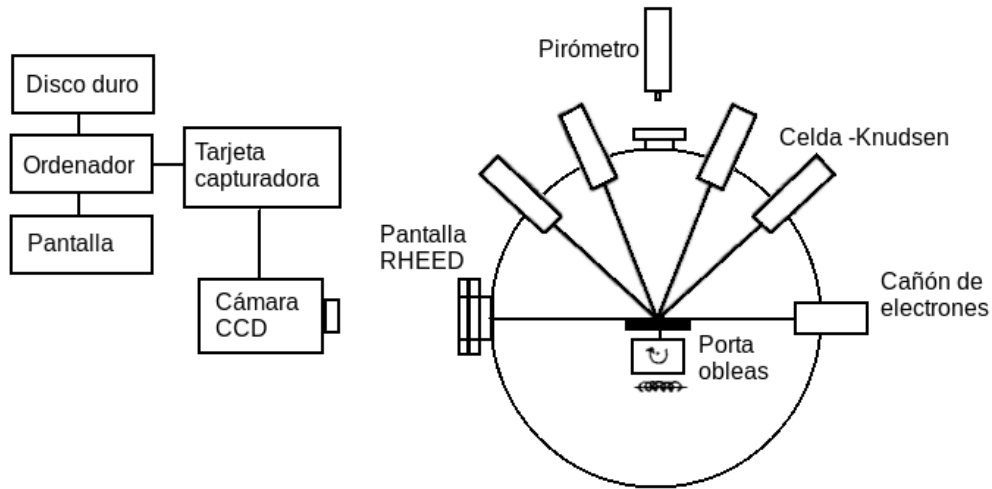 Pirómetro
Disco duro
Ordenador
Tarjeta
capturadora
Celda -Knudsen
Pantalla
Pantalla
RHEED
Cámara
CCD
Cañón de
electrones
Porta
obleas